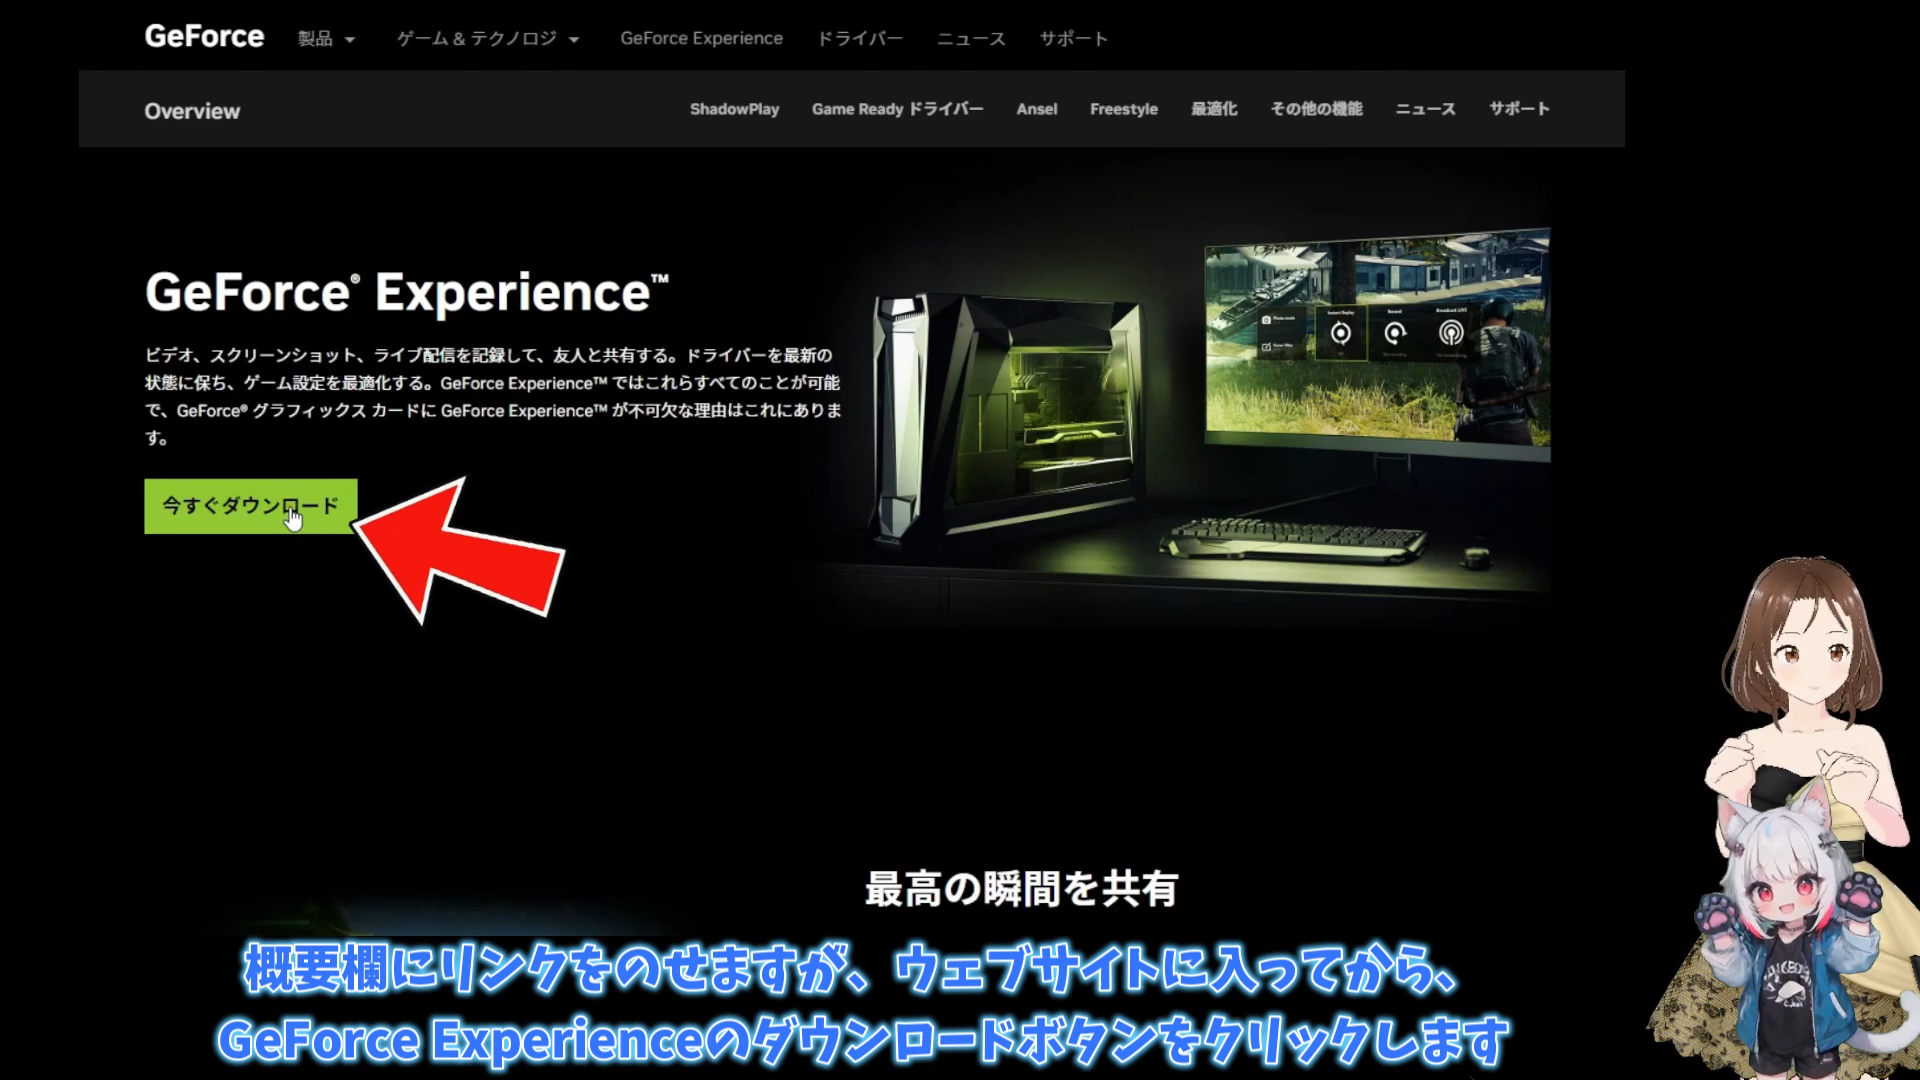 GeForce 製品 ゲーム & テクノロジ GeForce Experience ドライバー ニュース サポート
Overview ShadowPlay Game Ready ドライバー Ansel Freestyle 最適化 その他の機能 ニュース サポート
GeForce® Experience™
ビデオ、スクリーンショット、ライブ配信を記録して、友人と共有する。ドライバーを最新の
状態に保ち、ゲーム設定を最適化する。GeForce Experience™ ではこれらすべてのことが可能
で、GeForce® グラフィックス カードに GeForce Experience™ が不可欠な理由はこれにありま
す。
今すぐダウンロード
Instant Replay
Record
Broadcast LIVE
最高の瞬間を共有
概要欄にリンクをのせますが、ウェブサイトに入ってから、
GeForce Experienceのダウンロードボタンをクリックします